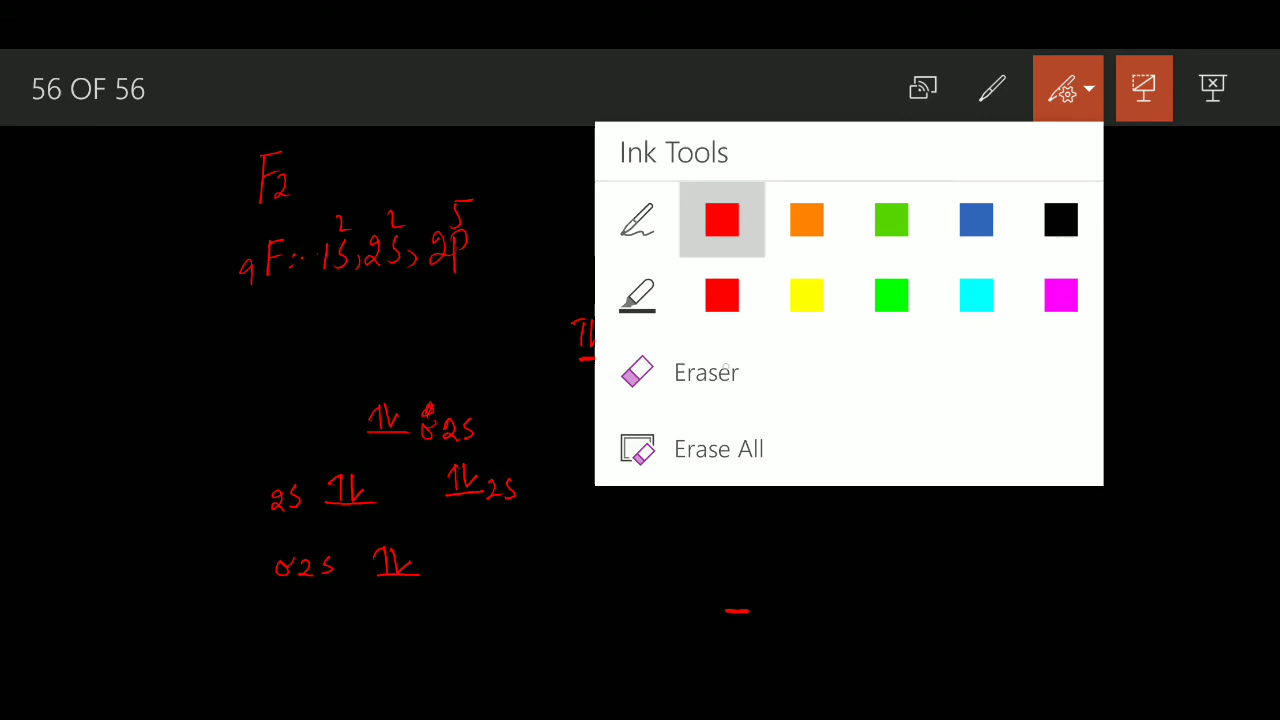 56 OF 56
Ink Tools
F₂
₉F:- 1s², 2s², 2p⁵
Eraser
σ* 2s
Erase All
2s
2s
σ2s